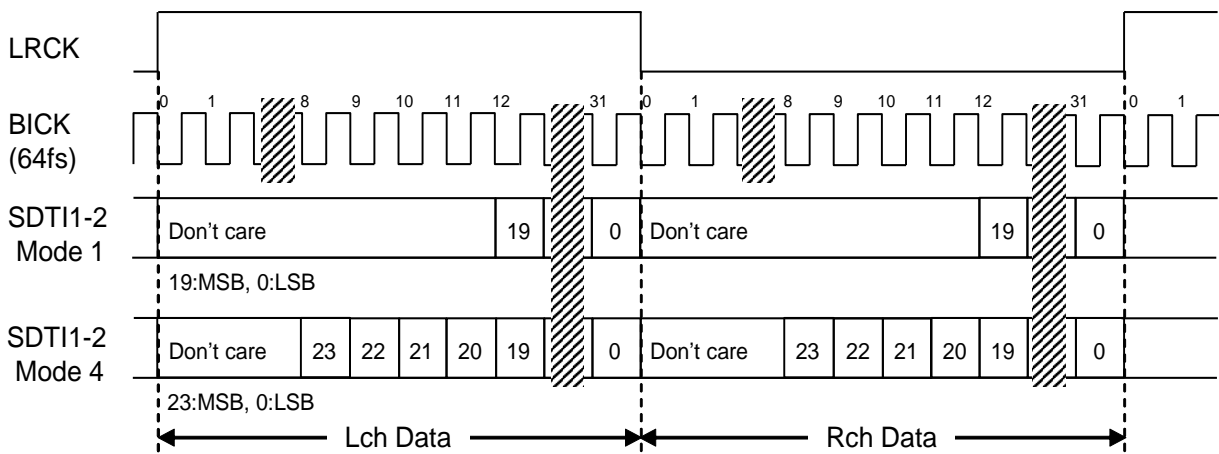 LRCK
BICK
(64fs)
0 1 8 9 10 11 12 31 0 1 8 9 10 11 12 31 0 1
SDTI1-2
Mode 1
Don't care 19 0 Don't care 19 0
19:MSB, 0:LSB
SDTI1-2
Mode 4
Don't care 23 22 21 20 19 0 Don't care 23 22 21 20 19 0
23:MSB, 0:LSB
Lch Data Rch Data